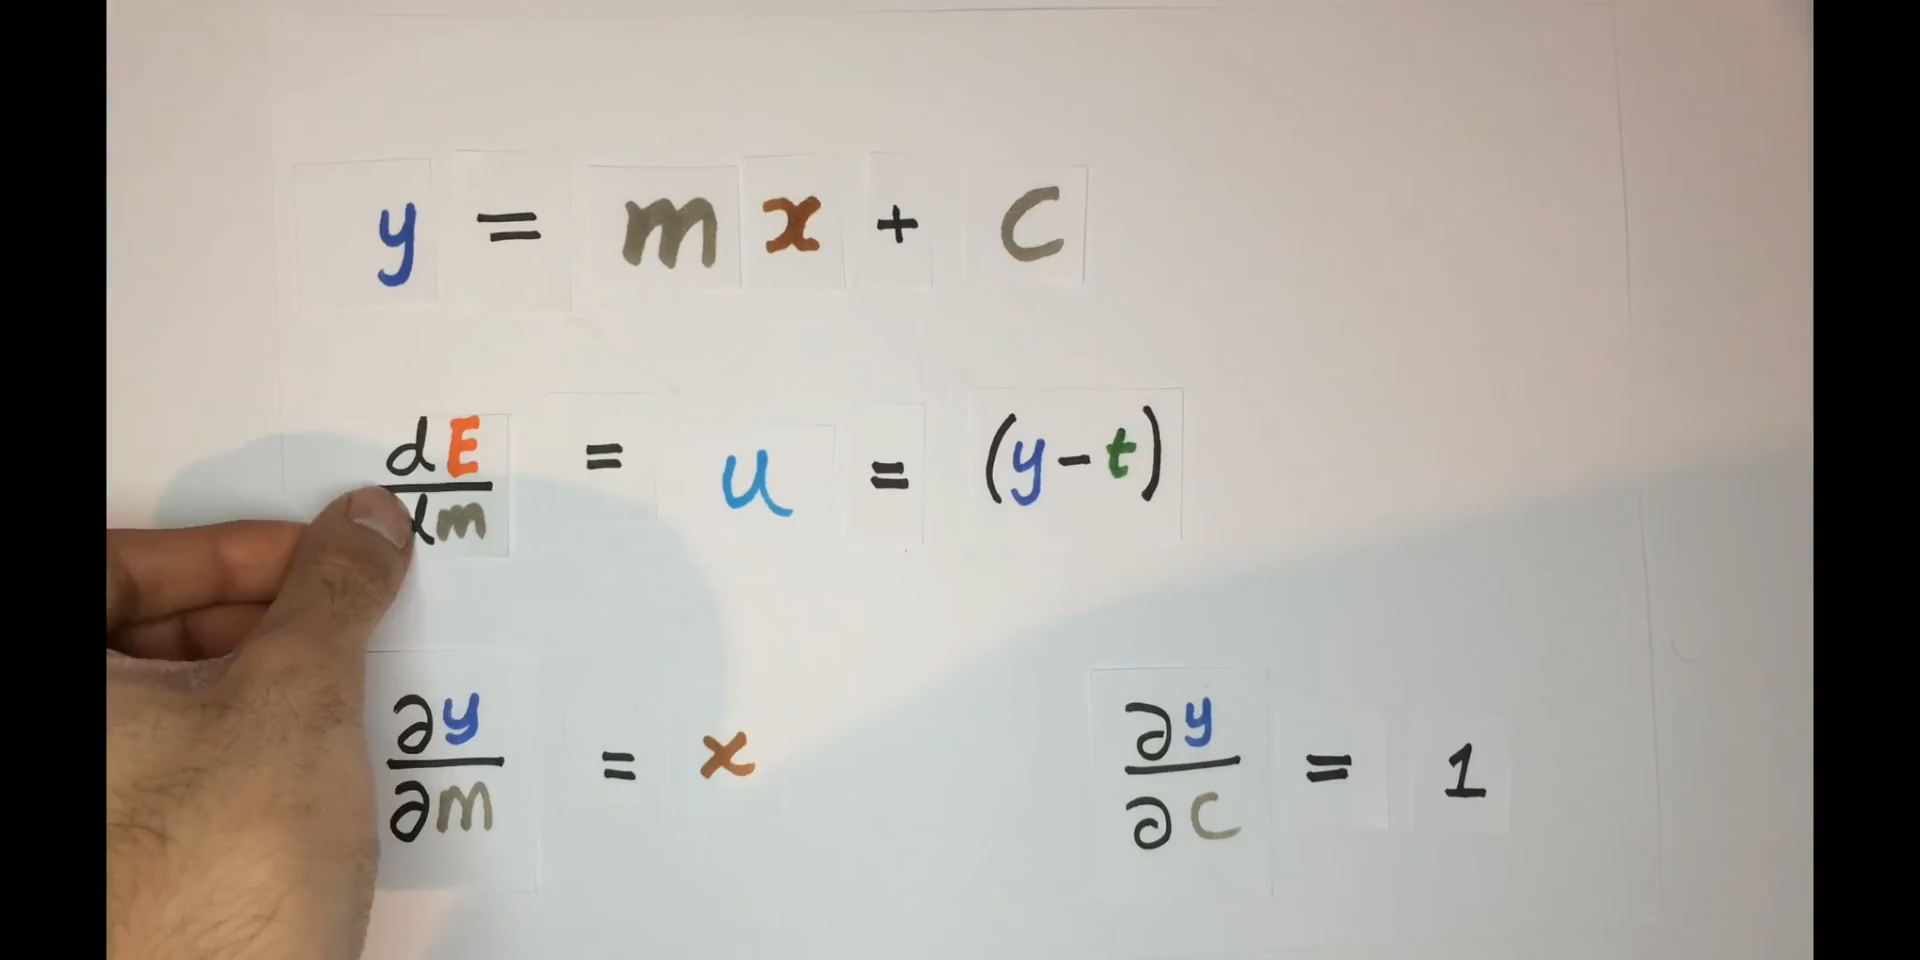 y = mx + c
dE/dm = u = (y-t)
∂y/∂m = x
∂y/∂c = 1